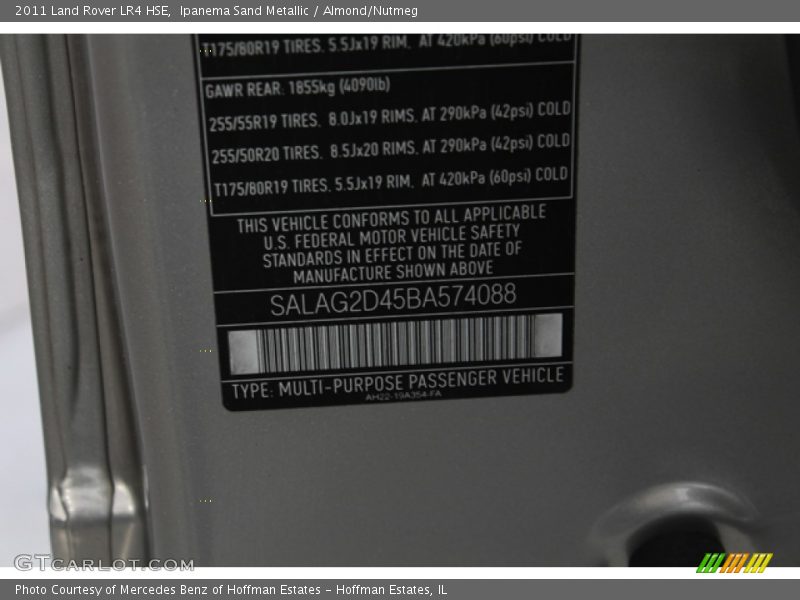 2011 Land Rover LR4 HSE,  Ipanema Sand Metallic / Almond/Nutmeg
T175/80R19 TIRES. 5.5Jx19 RIM,  AT 420kPa (60psi) COLD
GAWR REAR: 1855kg (4090lb)
255/55R19 TIRES,  8.0Jx19 RIMS, AT 290kPa (42psi) COLD
255/50R20 TIRES,  8.5Jx20 RIMS, AT 290kPa (42psi) COLD
T175/80R19 TIRES, 5.5Jx19 RIM,  AT 420kPa (60psi) COLD
THIS VEHICLE CONFORMS TO ALL APPLICABLE
U.S. FEDERAL MOTOR VEHICLE SAFETY
STANDARDS IN EFFECT ON THE DATE OF
MANUFACTURE SHOWN ABOVE
SALAG2D45BA574088
TYPE: MULTI-PURPOSE PASSENGER VEHICLE
AH22-19A354-FA
GTCARLOT.COM
Photo Courtesy of Mercedes Benz of Hoffman Estates - Hoffman Estates, IL